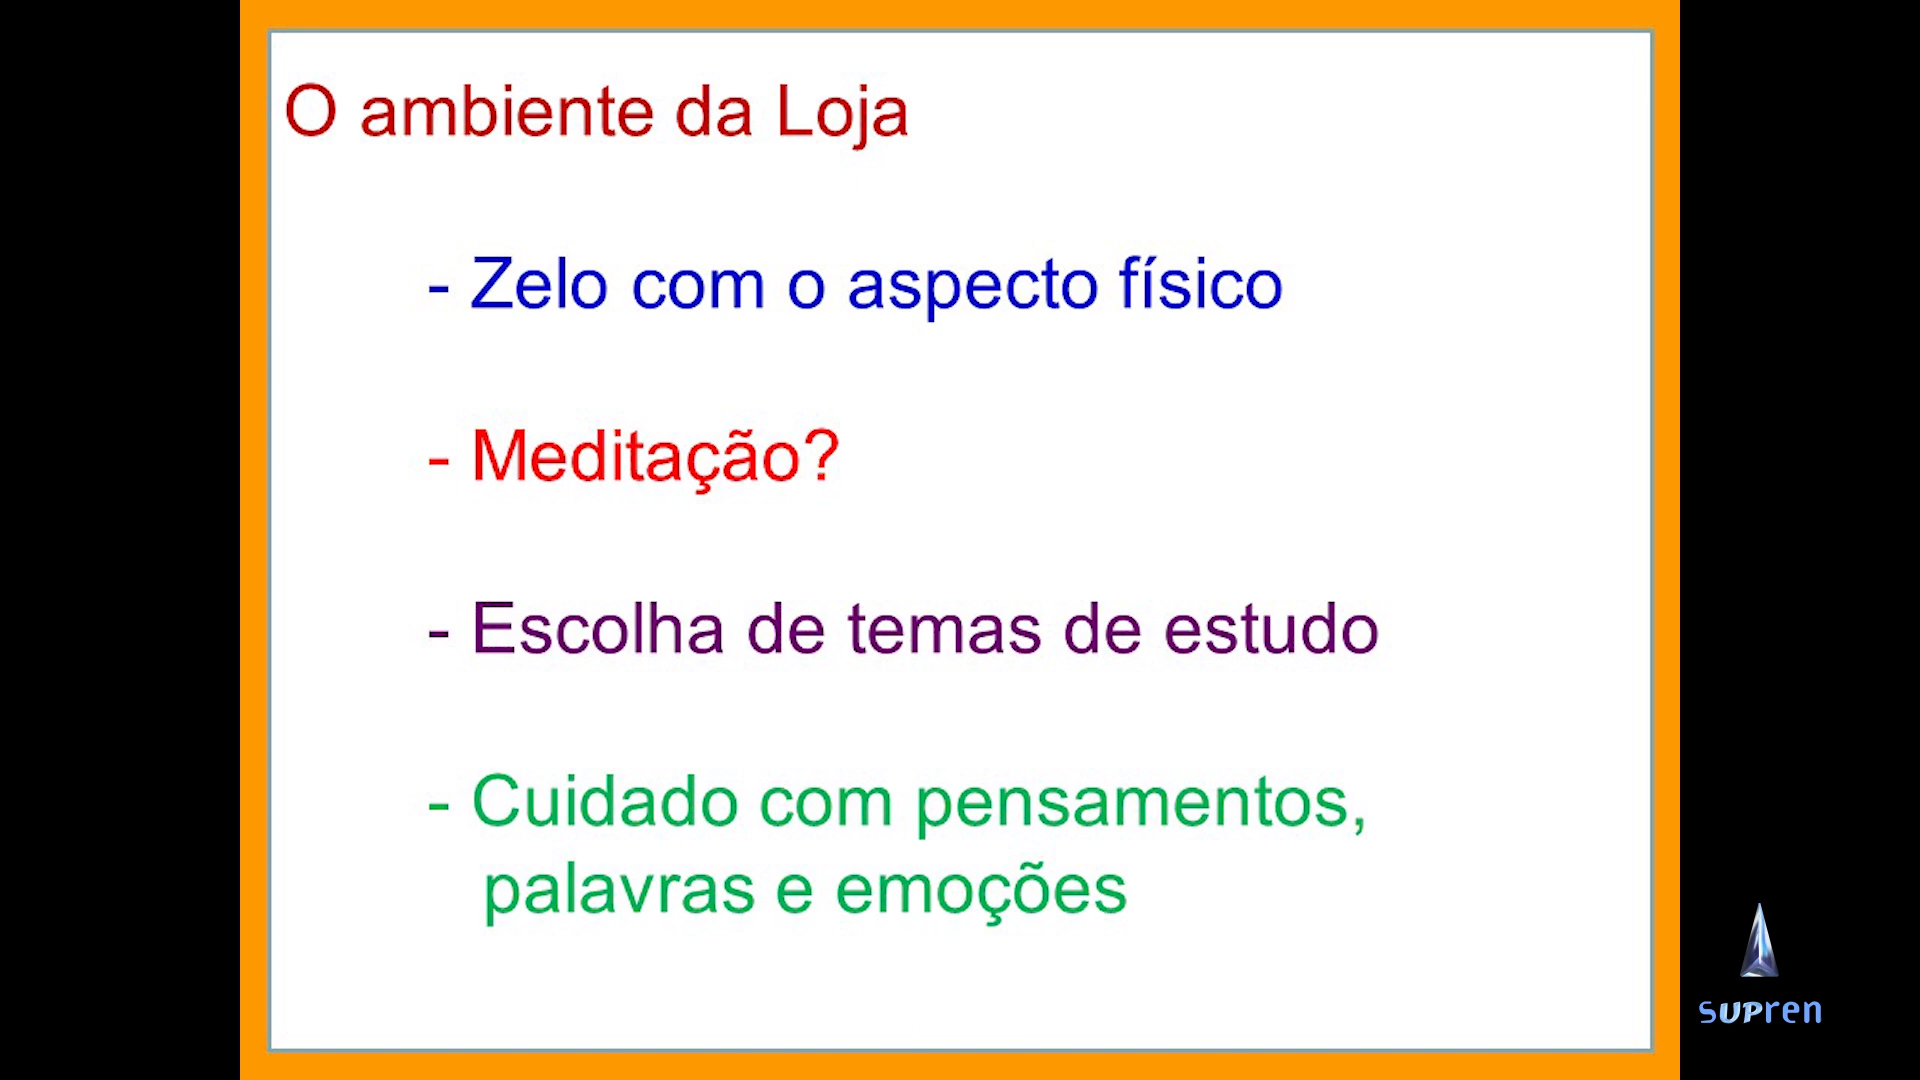 O ambiente da Loja
- Zelo com o aspecto físico
- Meditação?
- Escolha de temas de estudo
- Cuidado com pensamentos,
palavras e emoções
supren